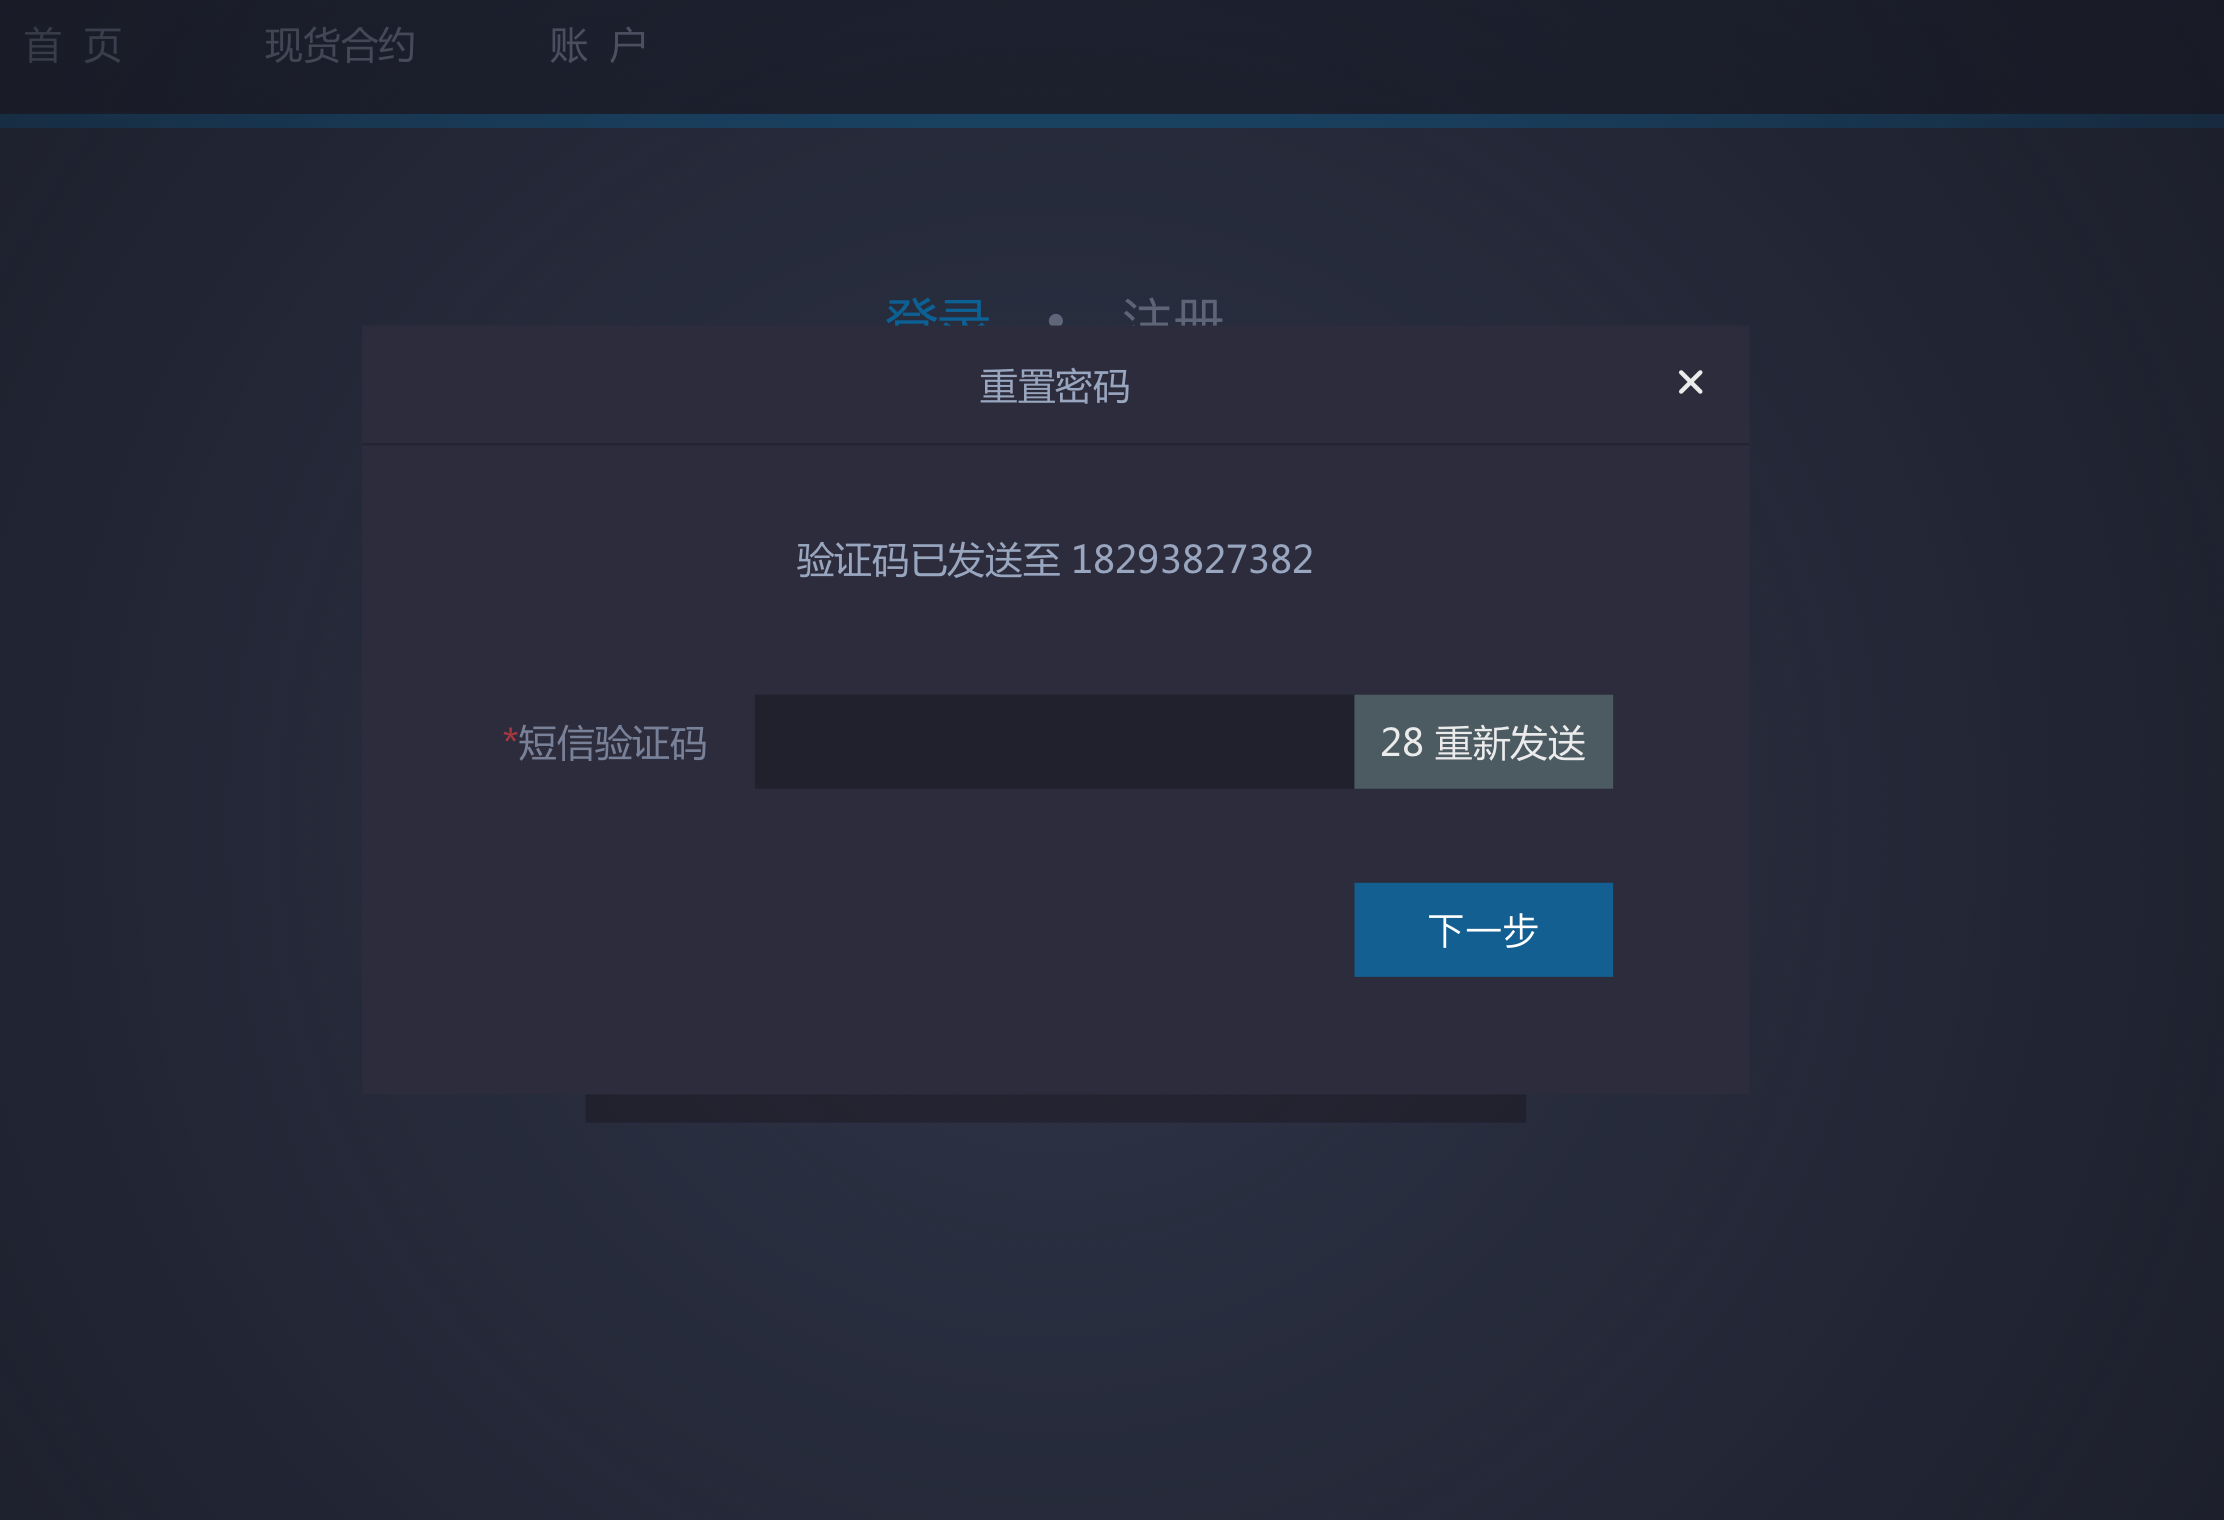 首 页 现货合约 账 户
登录 • 注册
重置密码 ×
验证码已发送至 18293827382
*短信验证码 28 重新发送
下一步